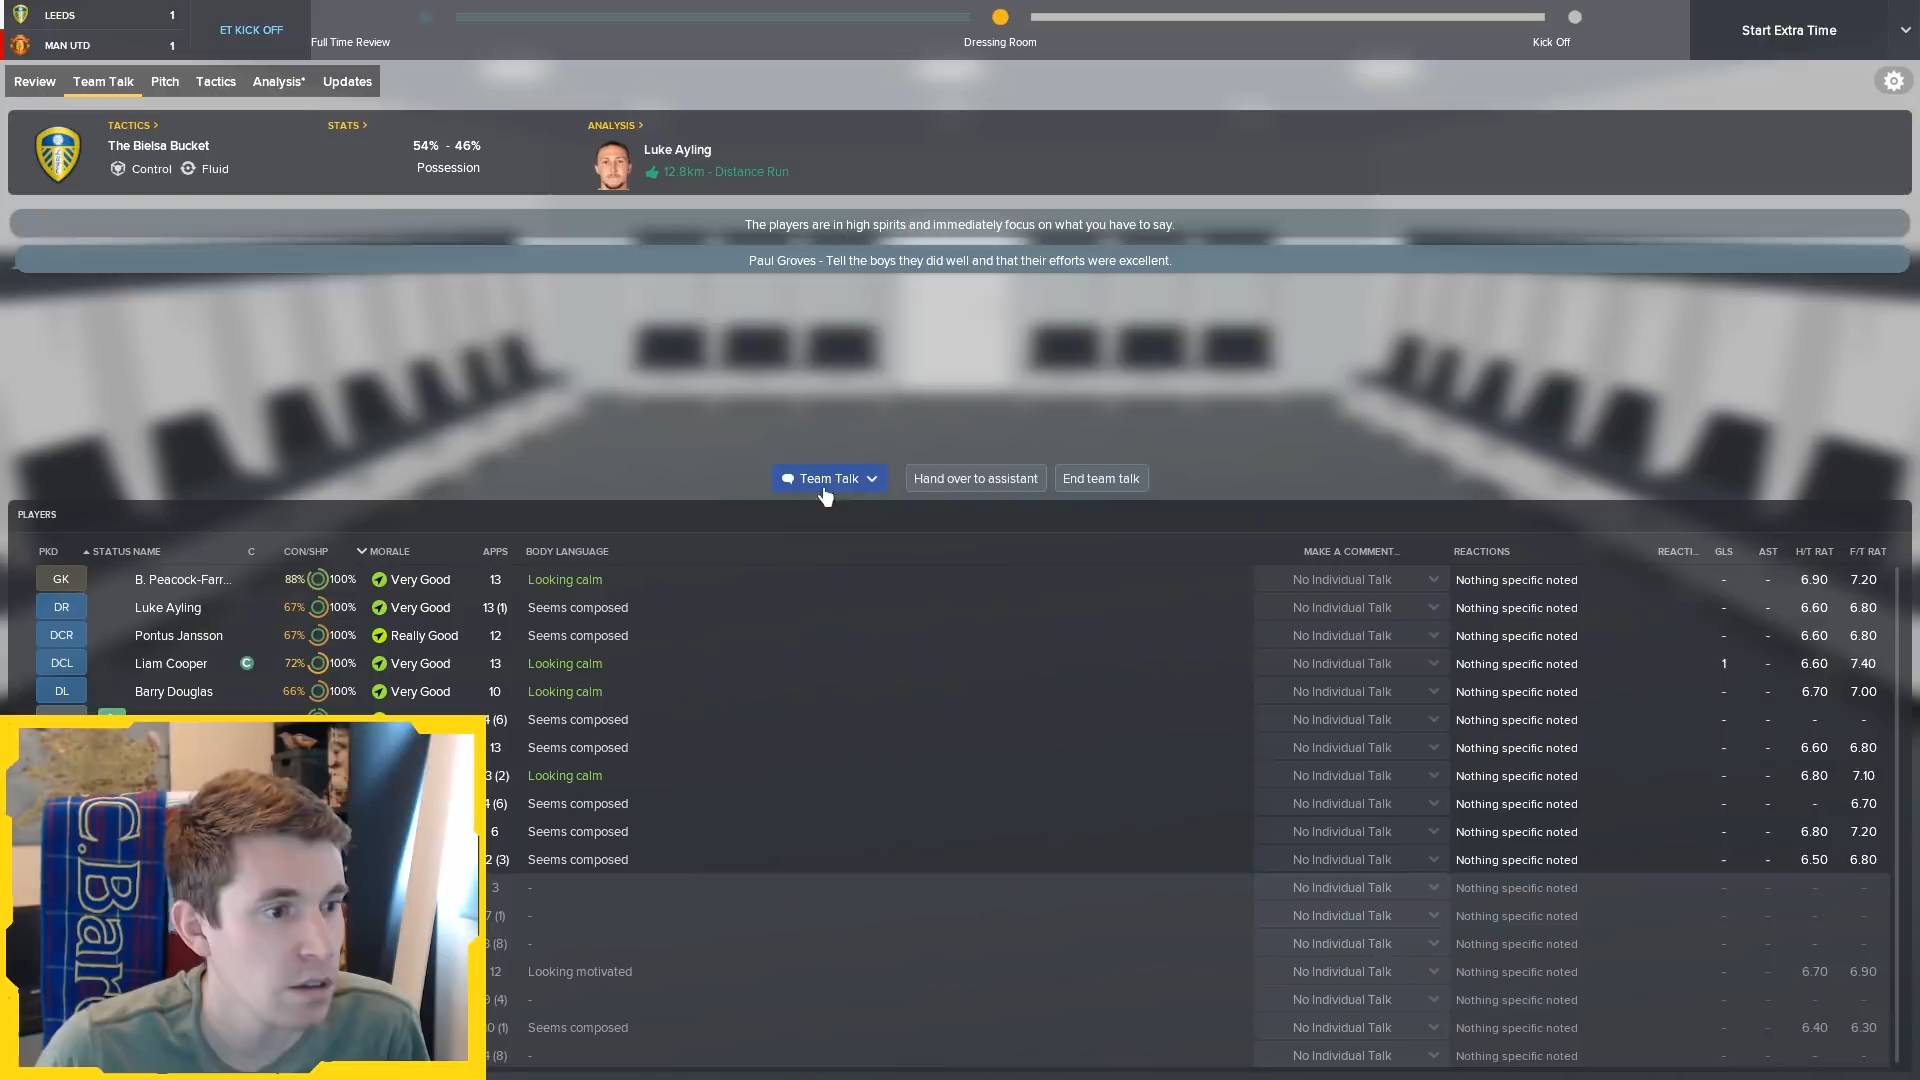 LEEDS 1
MAN UTD 1
ET KICK OFF
Full Time Review
Dressing Room
Kick Off
Start Extra Time
Review Team Talk Pitch Tactics Analysis* Updates
TACTICS >
The Bielsa Bucket
Control Fluid
STATS >
54% - 46%
Possession
ANALYSIS >
Luke Ayling
12.8km - Distance Run
The players are in high spirits and immediately focus on what you have to say.
Paul Groves - Tell the boys they did well and that their efforts were excellent.
Team Talk Hand over to assistant End team talk
PLAYERS
PKD STATUS NAME C CON/SHP MORALE APPS BODY LANGUAGE MAKE A COMMENT... REACTIONS REACTI... GLS AST H/T RAT F/T RAT
GK B. Peacock-Farr... 88% 100% Very Good 13 Looking calm No Individual Talk Nothing specific noted - - 6.90 7.20
DR Luke Ayling 67% 100% Very Good 13 (1) Seems composed No Individual Talk Nothing specific noted - - 6.60 6.80
DCR Pontus Jansson 67% 100% Really Good 12 Seems composed No Individual Talk Nothing specific noted - - 6.60 6.80
DCL Liam Cooper C 72% 100% Very Good 13 Looking calm No Individual Talk Nothing specific noted 1 - 6.60 7.40
DL Barry Douglas 66% 100% Very Good 10 Looking calm No Individual Talk Nothing specific noted - - 6.70 7.00
4 (6) Seems composed No Individual Talk Nothing specific noted - - - -
13 Seems composed No Individual Talk Nothing specific noted - - 6.60 6.80
3 (2) Looking calm No Individual Talk Nothing specific noted - - 6.80 7.10
4 (6) Seems composed No Individual Talk Nothing specific noted - - - 6.70
6 Seems composed No Individual Talk Nothing specific noted - - 6.80 7.20
2 (3) Seems composed No Individual Talk Nothing specific noted - - 6.50 6.80
3 - No Individual Talk Nothing specific noted - - - -
7 (1) - No Individual Talk Nothing specific noted - - - -
(8) - No Individual Talk Nothing specific noted - - - -
12 Looking motivated No Individual Talk Nothing specific noted - - 6.70 6.90
(4) - No Individual Talk Nothing specific noted - - - -
0 (1) Seems composed No Individual Talk Nothing specific noted - - 6.40 6.30
(8) - No Individual Talk Nothing specific noted - - - -
C.Bar